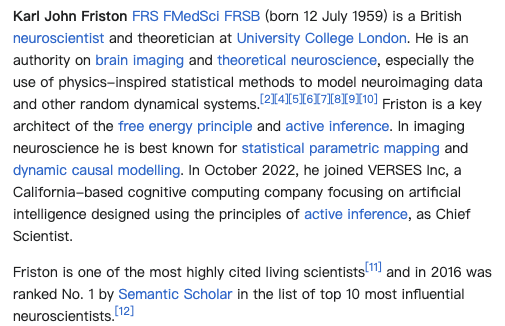 Karl John Friston FRS FMedSci FRSB (born 12 July 1959) is a British
neuroscientist and theoretician at University College London. He is an
authority on brain imaging and theoretical neuroscience, especially the
use of physics-inspired statistical methods to model neuroimaging data
and other random dynamical systems.[2][4][5][6][7][8][9][10] Friston is a key
architect of the free energy principle and active inference. In imaging
neuroscience he is best known for statistical parametric mapping and
dynamic causal modelling. In October 2022, he joined VERSES Inc, a
California-based cognitive computing company focusing on artificial
intelligence designed using the principles of active inference, as Chief
Scientist.
Friston is one of the most highly cited living scientists[11] and in 2016 was
ranked No. 1 by Semantic Scholar in the list of top 10 most influential
neuroscientists.[12]